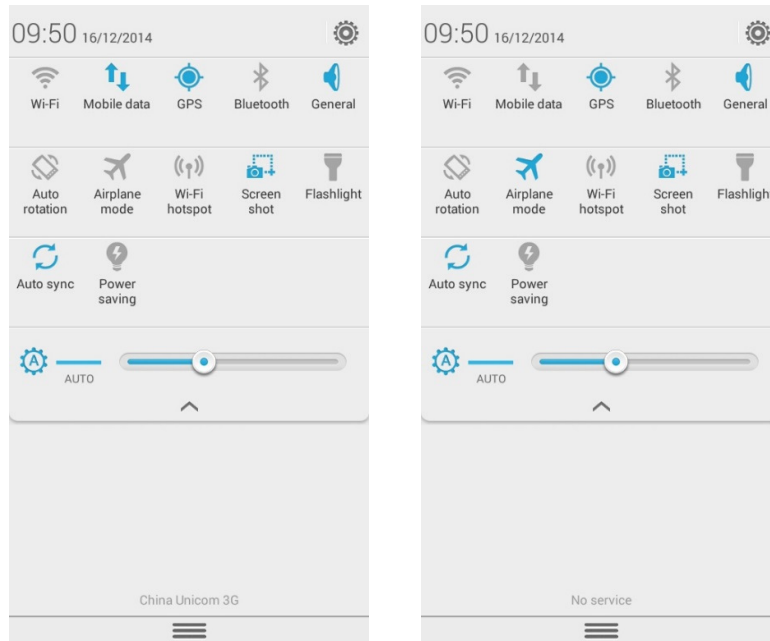 09:50 16/12/2014
Wi-Fi Mobile data GPS Bluetooth General
Auto rotation Airplane mode Wi-Fi hotspot Screen shot Flashlight
Auto sync Power saving
A AUTO
China Unicom 3G
09:50 16/12/2014
Wi-Fi Mobile data GPS Bluetooth General
Auto rotation Airplane mode Wi-Fi hotspot Screen shot Flashligh
Auto sync Power saving
A AUTO
No service